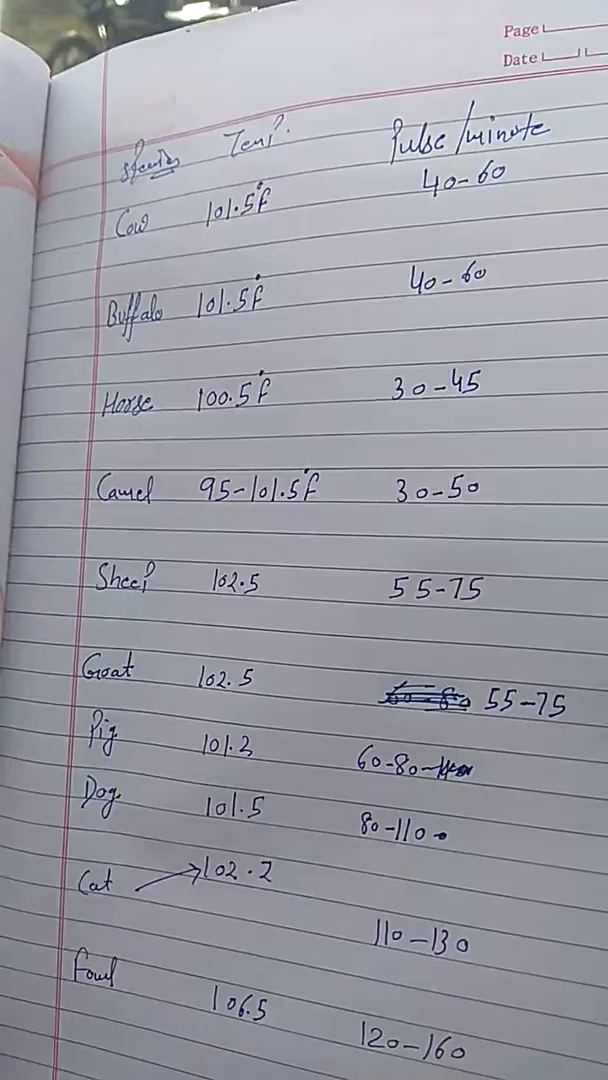 Page
Date
Species Temp. Pulse/minute
Cow 101.5°F 40-60
Buffalo 101.5°F 40-60
Horse 100.5°F 30-45
Camel 95-101.5°F 30-50
Sheep 102.5 55-75
Goat 102.5 60-80 55-75
Pig 101.3 60-80
Dog 101.5 80-110
Cat → 102.2 110-130
Fowl 106.5 120-160